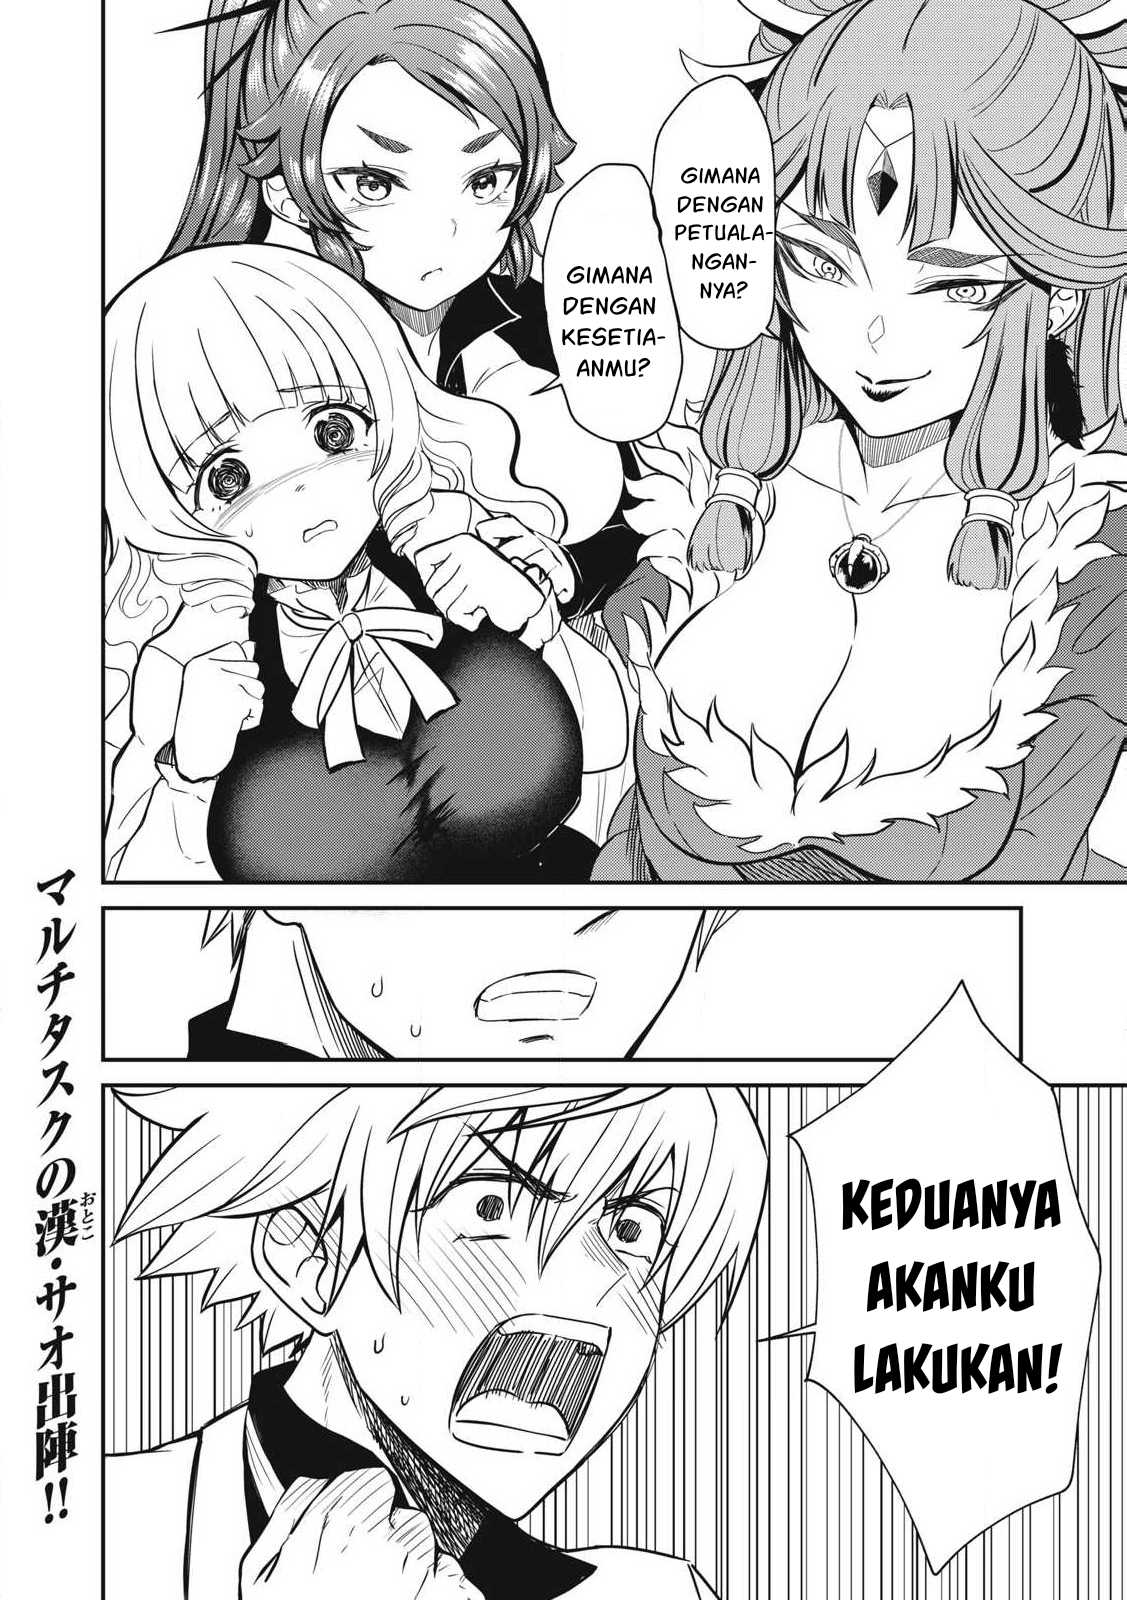 GIMANA
DENGAN
PETUALA-
NGAN-
NYA?
GIMANA
DENGAN
KESETIA-
ANMU?
KEDUANYA
AKANKU
LAKUKAN!
マルチタスクの漢・サオ出陣!!
おとこ